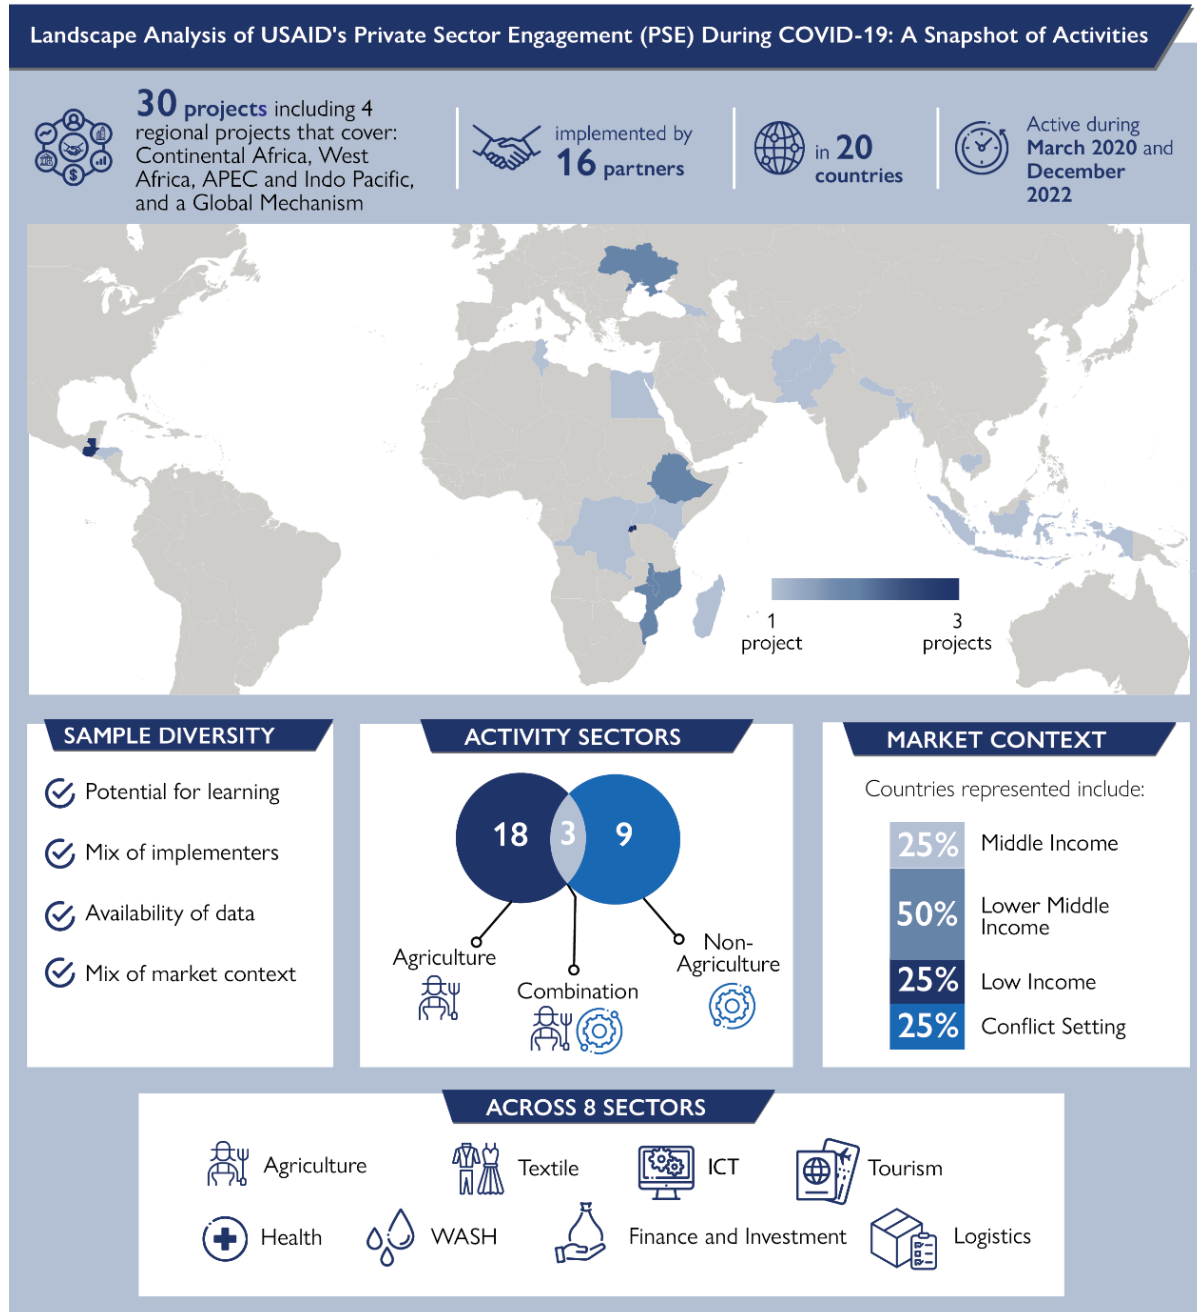 Landscape Analysis of USAID's Private Sector Engagement (PSE) During COVID-19: A Snapshot of Activities
30 projects including 4
regional projects that cover:
Continental Africa, West
Africa, APEC and Indo Pacific,
and a Global Mechanism
implemented by
16 partners
in 20
countries
Active during
March 2020 and
December
2022
1
project
3
projects
SAMPLE DIVERSITY
Potential for learning
Mix of implementers
Availability of data
Mix of market context
ACTIVITY SECTORS
18
3
9
Agriculture
Combination
Non-
Agriculture
MARKET CONTEXT
Countries represented include:
25% Middle Income
50% Lower Middle
Income
25% Low Income
25% Conflict Setting
ACROSS 8 SECTORS
Agriculture
Textile
ICT
Tourism
Health
WASH
Finance and Investment
Logistics